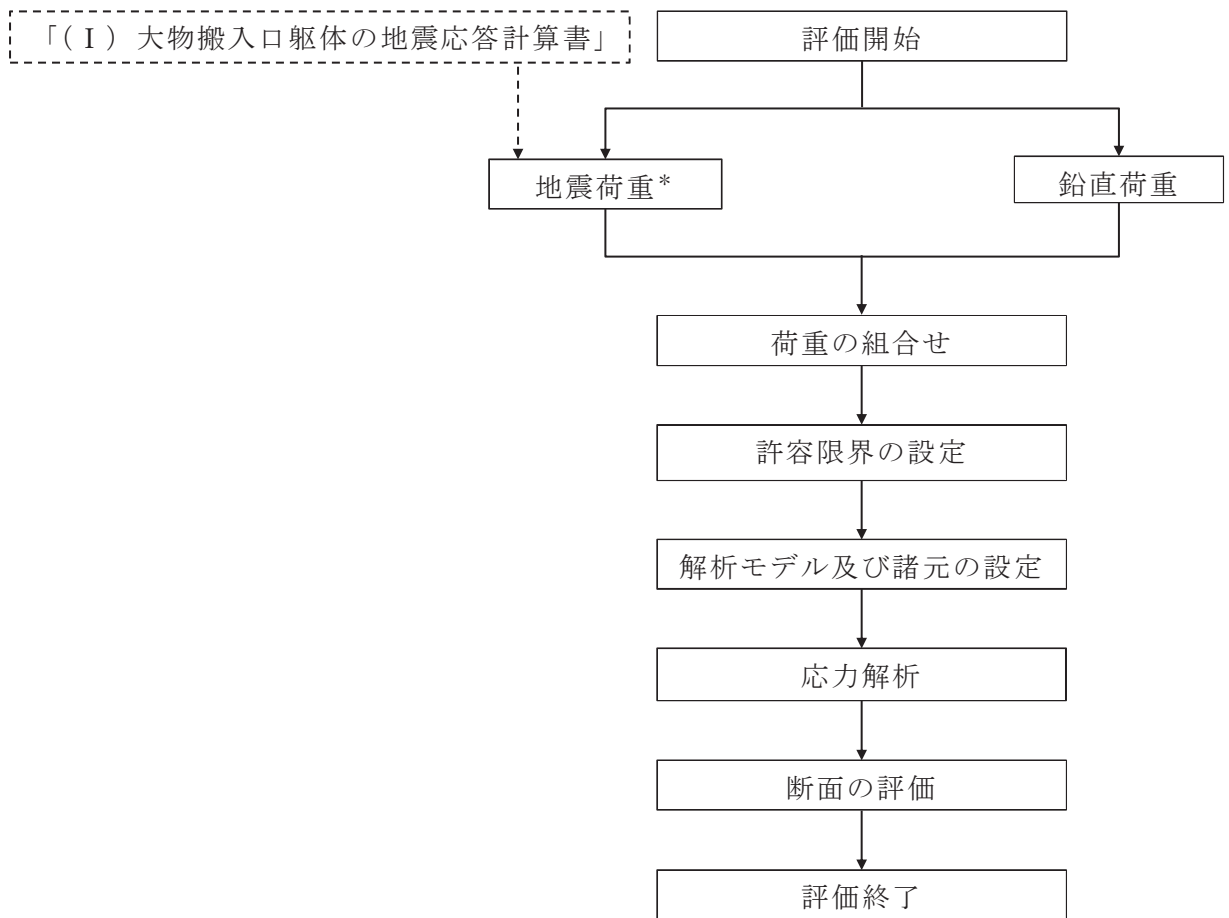 「(Ⅰ) 大物搬入口躯体の地震応答計算書」
評価開始
地震荷重*
鉛直荷重
荷重の組合せ
許容限界の設定
解析モデル及び諸元の設定
応力解析
断面の評価
評価終了